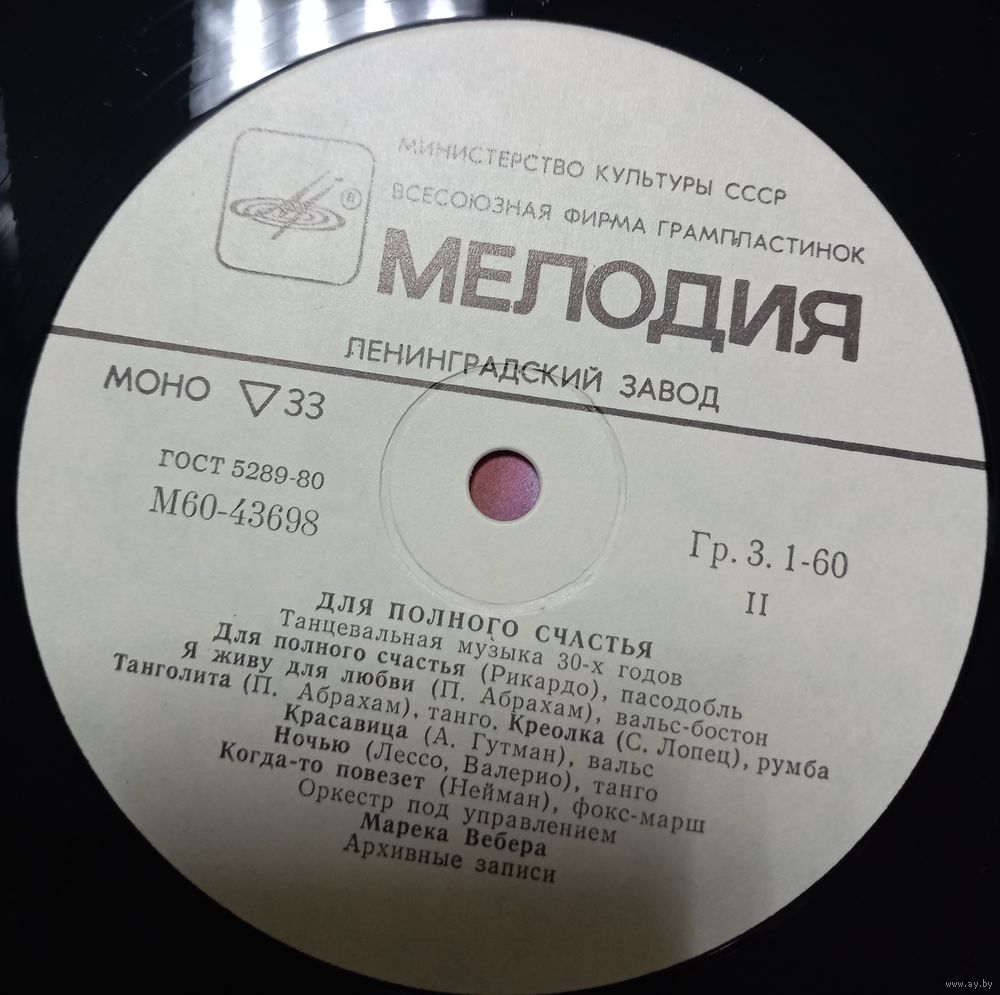 МИНИСТЕРСТВО КУЛЬТУРЫ СССР
ВСЕСОЮЗНАЯ ФИРМА ГРАМПЛАСТИНОК
®
МЕЛОДИЯ
ЛЕНИНГРАДСКИЙ ЗАВОД
МОНО ▽ 33
ГОСТ 5289-80
М60-43698
Гр. 3. 1-60
II
ДЛЯ ПОЛНОГО СЧАСТЬЯ
Танцевальная музыка 30-х годов
Для полного счастья (Рикардо), пасодобль
Я живу для любви (П. Абрахам), вальс-бостон
Танголита (П. Абрахам), танго. Креолка (С. Лопец), румба
Красавица (А. Гутман), вальс
Ночью (Лессо, Валерио), танго
Когда-то повезет (Нейман), фокс-марш
Оркестр под управлением
Марека Вебера
Архивные записи
www.ay.by